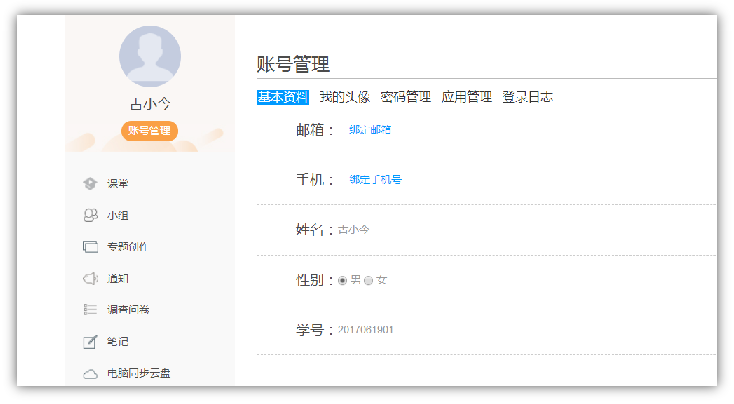 古小今
账号管理
课堂
小组
专题创作
通知
调查问卷
笔记
电脑同步云盘
账号管理
基本资料 我的头像 密码管理 应用管理 登录日志
邮箱： 绑定邮箱
手机： 绑定手机号
姓名：古小今
性别： 男 女
学号：2017061901